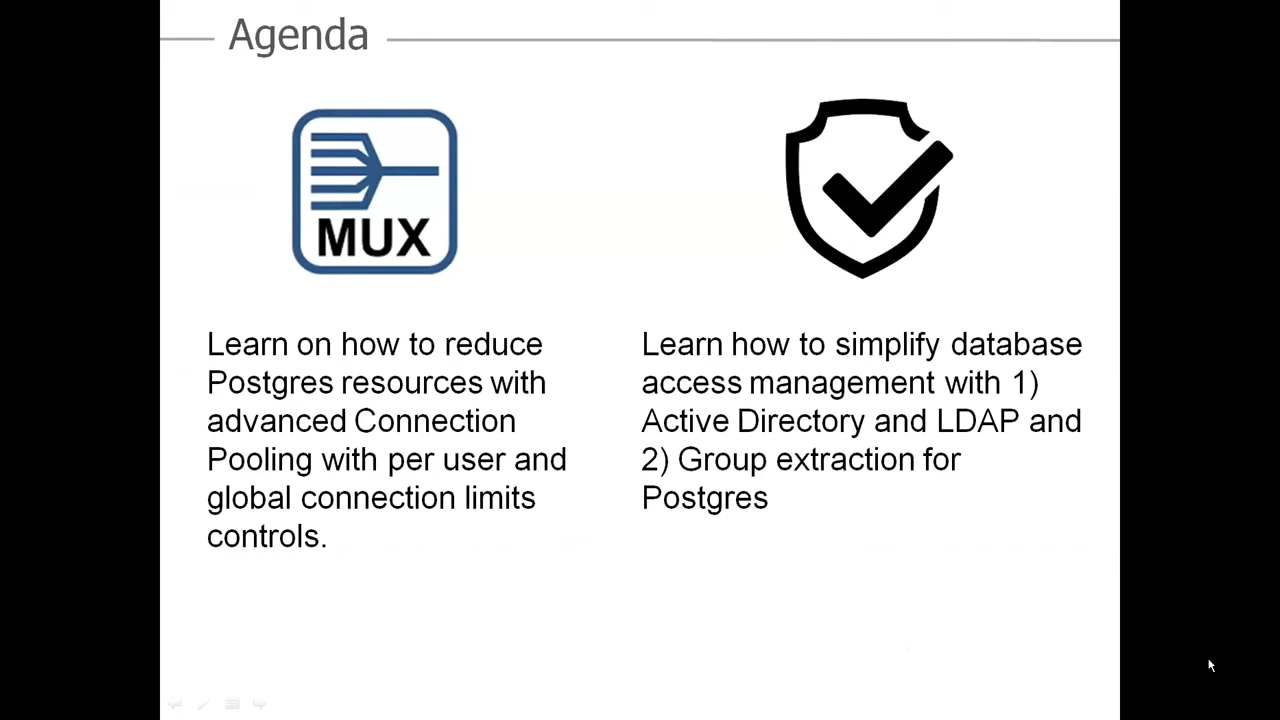 Agenda
MUX
Learn on how to reduce
Postgres resources with
advanced Connection
Pooling with per user and
global connection limits
controls.
Learn how to simplify database
access management with 1)
Active Directory and LDAP and
2) Group extraction for
Postgres